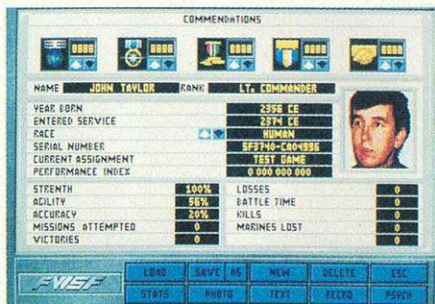 COMMENDATIONS
0000 0000 0000 0000 0000
NAME JOHN TAYLOR RANK LT. COMMANDER
YEAR BORN 2356 CE
ENTERED SERVICE 2374 CE
RACE HUMAN
SERIAL NUMBER SF3740-CA04996
CURRENT ASSIGNMENT TEST GAME
PERFORMANCE INDEX 0 000 000 000
STRENTH 100% LOSSES 0
AGILITY 56% BATTLE TIME 0
ACCURACY 20% KILLS 0
MISSIONS ATTEMPTED 0 MARINES LOST 0
VICTORIES 0
FWSF LOAD SAVE AS NEW DELETE ESC
STATS PHOTO TEXT RECRD PSYCH